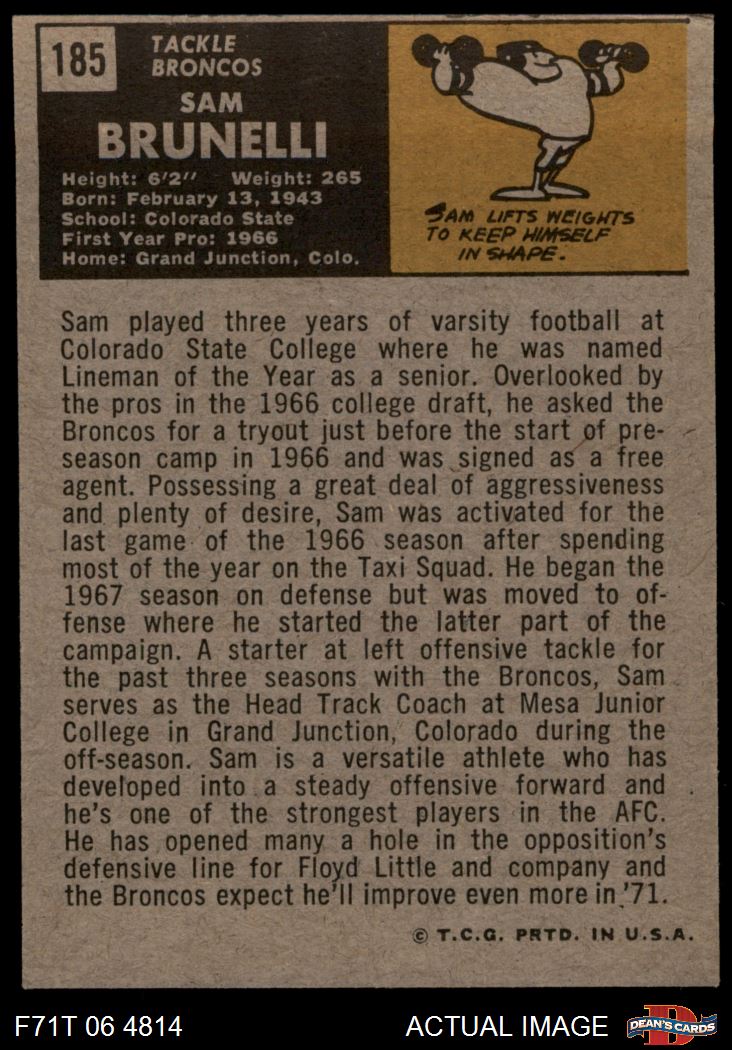 185
TACKLE
BRONCOS
SAM
BRUNELLI
Height: 6'2" Weight: 265
Born: February 13, 1943
School: Colorado State
First Year Pro: 1966
Home: Grand Junction, Colo.
SAM LIFTS WEIGHTS
TO KEEP HIMSELF
IN SHAPE.
Sam played three years of varsity football at
Colorado State College where he was named
Lineman of the Year as a senior. Overlooked by
the pros in the 1966 college draft, he asked the
Broncos for a tryout just before the start of pre-
season camp in 1966 and was signed as a free
agent. Possessing a great deal of aggressiveness
and plenty of desire, Sam was activated for the
last game of the 1966 season after spending
most of the year on the Taxi Squad. He began the
1967 season on defense but was moved to of-
fense where he started the latter part of the
campaign. A starter at left offensive tackle for
the past three seasons with the Broncos, Sam
serves as the Head Track Coach at Mesa Junior
College in Grand Junction, Colorado during the
off-season. Sam is a versatile athlete who has
developed into a steady offensive forward and
he's one of the strongest players in the AFC.
He has opened many a hole in the opposition's
defensive line for Floyd Little and company and
the Broncos expect he'll improve even more in '71.
© T.C.G. PRTD. IN U.S.A.
F71T 06 4814
ACTUAL IMAGE
D
DEAN'S CARDS